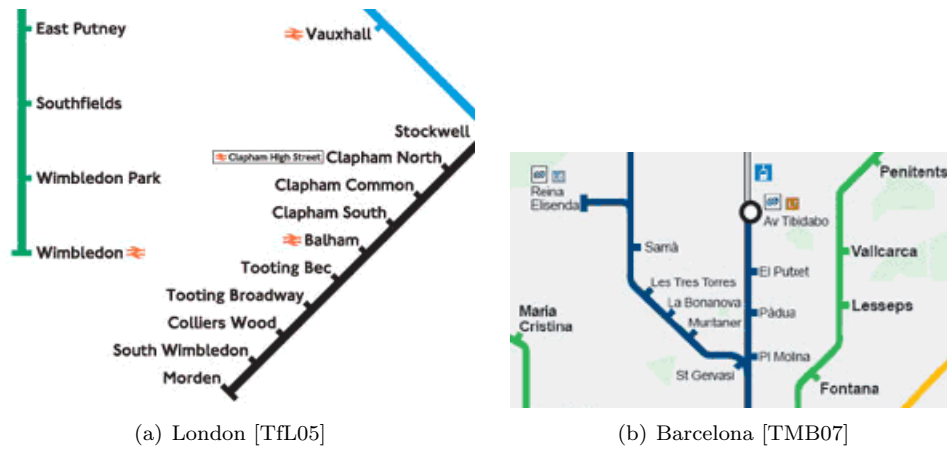 East Putney
Southfields
Wimbledon Park
Wimbledon
Vauxhall
Stockwell
Clapham High Street
Clapham North
Clapham Common
Clapham South
Balham
Tooting Bec
Tooting Broadway
Colliers Wood
South Wimbledon
Morden
(a) London [TfL05]
Reina
Elisenda
Sarrà
Les Tres Torres
La Bonanova
Muntaner
St Gervasi
Av Tibidabo
El Putxet
Pàdua
Pl Molina
Penitents
Vallcarca
Lesseps
Fontana
Maria
Cristina
(b) Barcelona [TMB07]